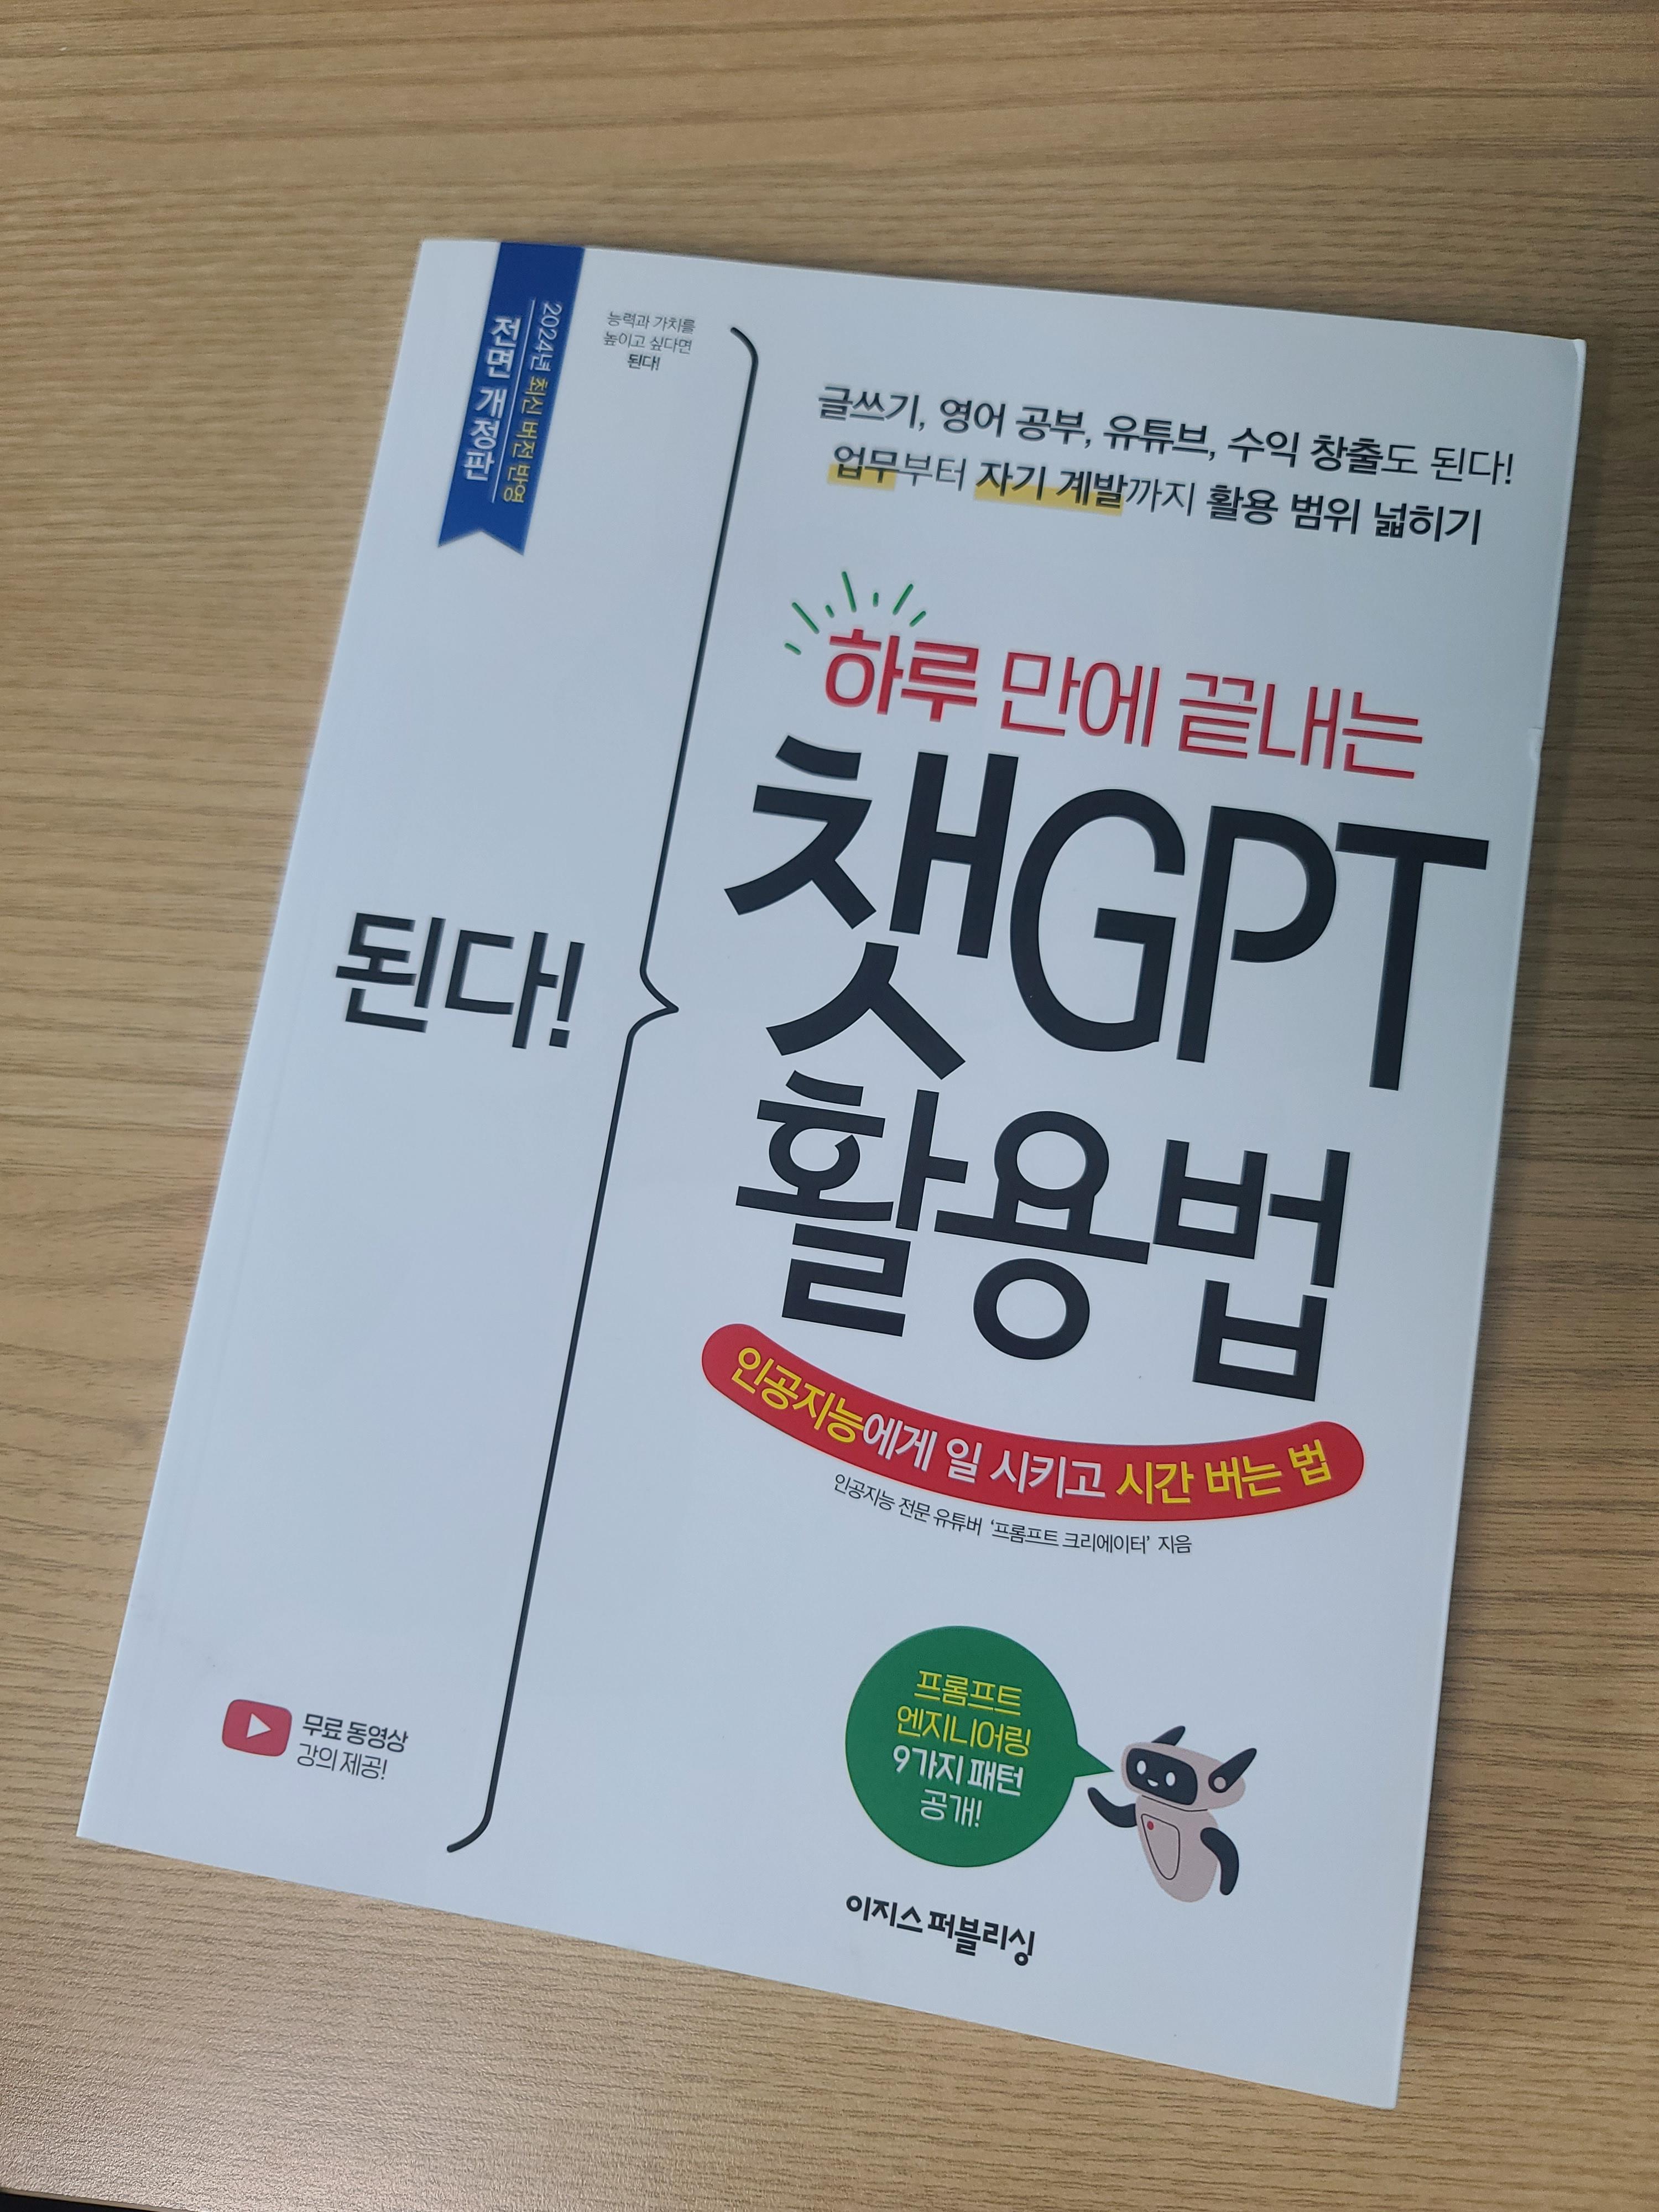 2024년 최신 버전 반영
전면 개정판
능력과 가치를
높이고 싶다면
된다!
글쓰기, 영어 공부, 유튜브, 수익 창출도 된다!
업무부터 자기 계발까지 활용 범위 넓히기
된다!
하루 만에 끝내는
챗GPT
활용법
인공지능에게 일 시키고 시간 버는 법
인공지능 전문 유튜버 ‘프롬프트 크리에이터’ 지음
프롬프트
엔지니어링
9가지 패턴
공개!
무료 동영상
강의 제공!
이지스퍼블리싱